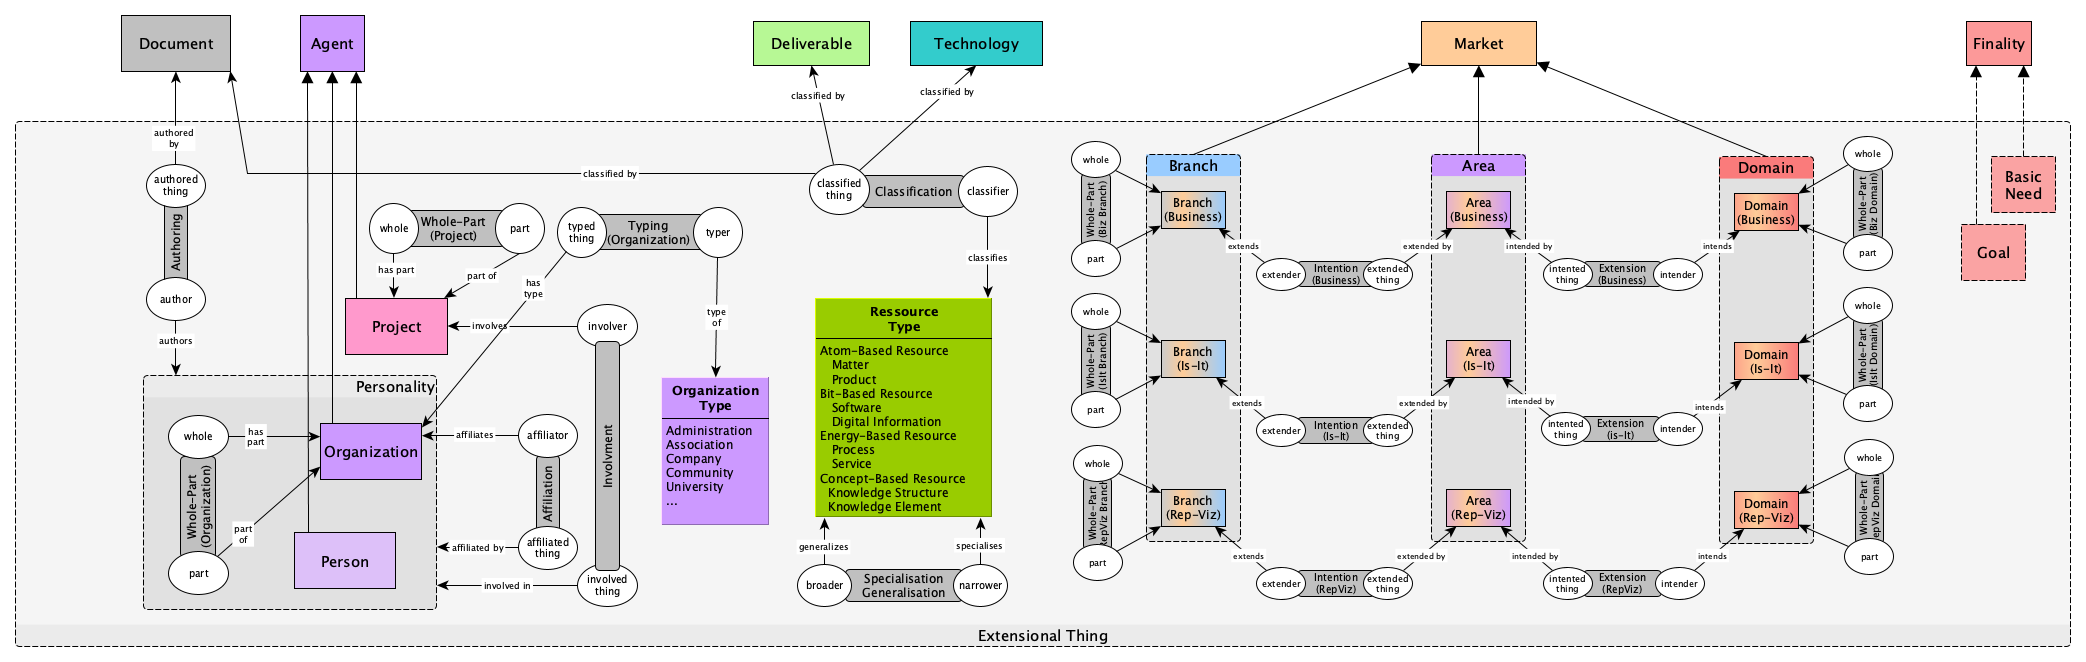 Document
Agent
Deliverable
Technology
Market
Finality
classified by
classified by
authored
by
classified by
authored
thing
Authoring
author
authors
classified
thing
Classification
classifier
classifies
whole
Whole-Part
(Project)
part
has part
part of
Project
typed
thing
Typing
(Organization)
typer
has
type
type
of
involves
involver
Involvment
involved
thing
involved in
Personality
whole
has
part
Whole-Part
(Organization)
part
of
part
Organization
Person
affiliates
affiliator
Affiliation
affiliated by
affiliated
thing
Organization
Type
Administration
Association
Company
Community
University
...
Ressource
Type
Atom-Based Resource
Matter
Product
Bit-Based Resource
Software
Digital Information
Energy-Based Resource
Process
Service
Concept-Based Resource
Knowledge Structure
Knowledge Element
generalizes
specialises
broader
Specialisation
Generalisation
narrower
Branch
Area
Domain
whole
Whole-Part
(Biz Branch)
part
Branch
(Business)
extends
extender
Intention
(Business)
extended
thing
extended by
Area
(Business)
intended by
intented
thing
Extension
(Business)
intender
intends
Domain
(Business)
whole
Whole-Part
(Biz Domain)
part
whole
Whole-Part
(IsIt Branch)
part
Branch
(Is-It)
extends
extender
Intention
(Is-It)
extended
thing
extended by
Area
(Is-It)
intended by
intented
thing
Extension
(is-It)
intender
intends
Domain
(Is-It)
whole
Whole-Part
(IsIt Domain)
part
whole
Whole-Part
RepViz Branch
part
Branch
(Rep-Viz)
extends
extender
Intention
(RepViz)
extended
thing
extended by
Area
(Rep-Viz)
intended by
intented
thing
Extension
(RepViz)
intender
intends
Domain
(Rep-Viz)
whole
Whole-Part
epViz Domai
part
Basic
Need
Goal
Extensional Thing